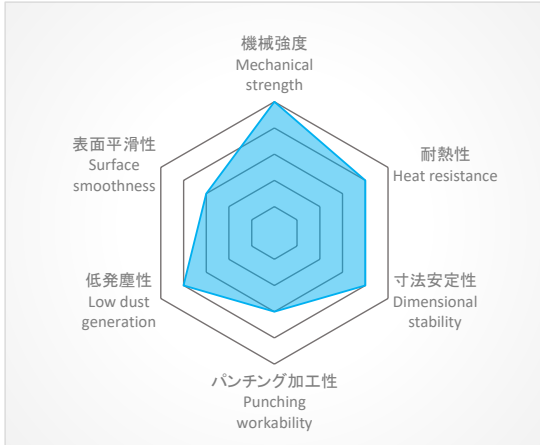 機械強度
Mechanical
strength
耐熱性
Heat resistance
寸法安定性
Dimensional
stability
パンチング加工性
Punching
workability
低発塵性
Low dust
generation
表面平滑性
Surface
smoothness